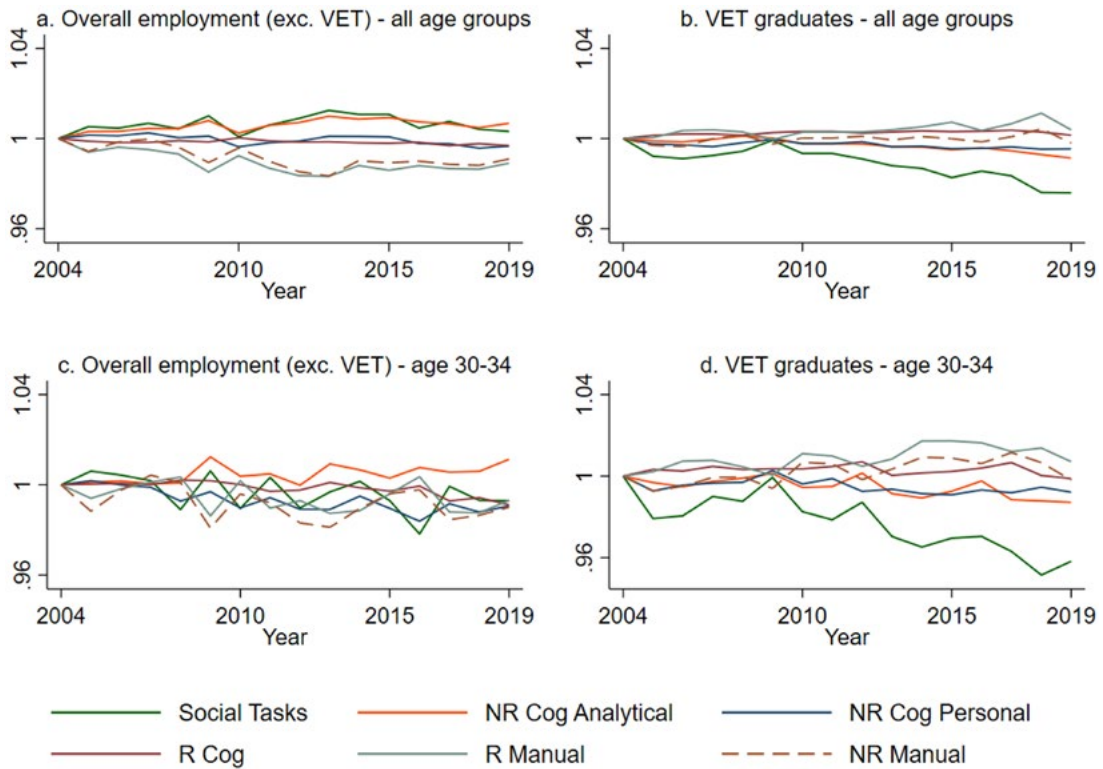 a. Overall employment (exc. VET) - all age groups
1.04
1
.96
2004 2010 2015 2019
Year
b. VET graduates - all age groups
1.04
1
.96
2004 2010 2015 2019
Year
c. Overall employment (exc. VET) - age 30-34
1.04
1
.96
2004 2010 2015 2019
Year
d. VET graduates - age 30-34
1.04
1
.96
2004 2010 2015 2019
Year
Social Tasks NR Cog Analytical NR Cog Personal
R Cog R Manual NR Manual